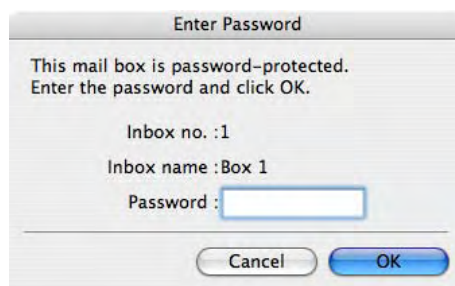 Enter Password
This mail box is password-protected.
Enter the password and click OK.
Inbox no. :1
Inbox name :Box 1
Password :
Cancel OK